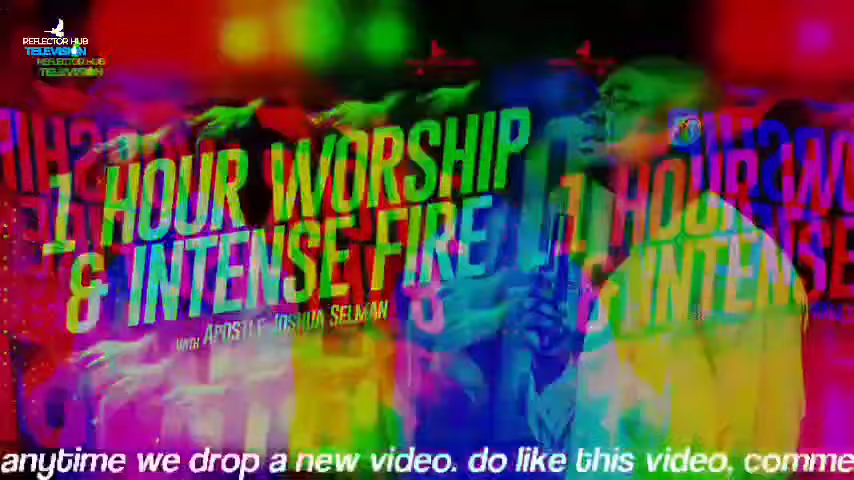 REFLECTOR HUB
TELEVISION
REFLECTOR HUB
TELEVISION
1 HOUR WORSHIP
& INTENSE FIRE
WITH APOSTLE JOSHUA SELMAN
1 HOUR
& INTENSE
anytime we drop a new video. do like this video, comme